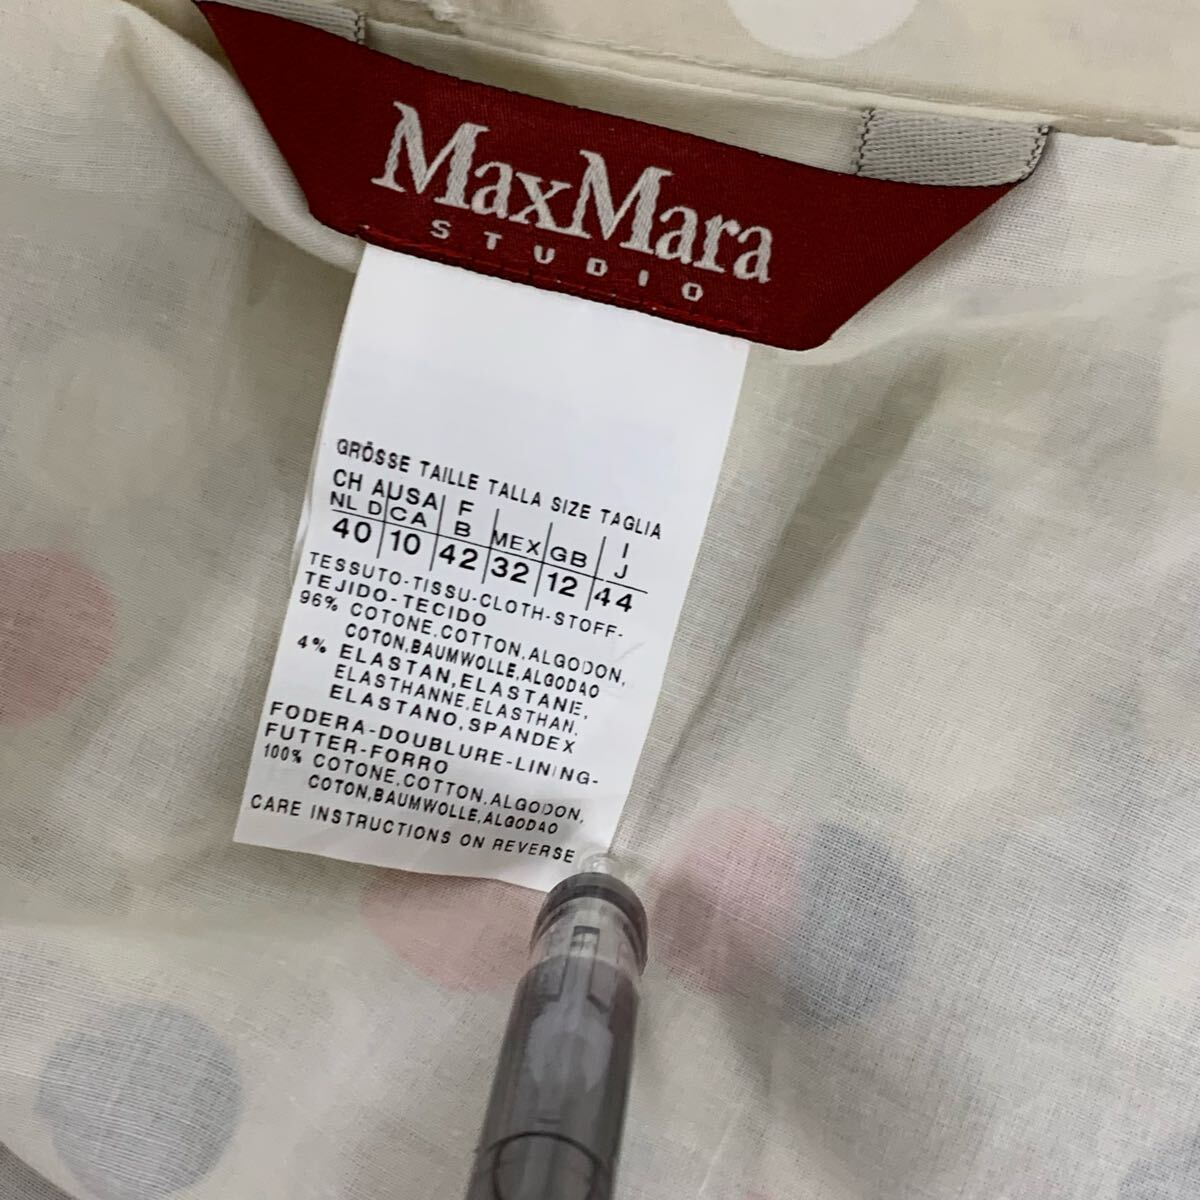 MaxMara
STUDIO
GRÖSSE TAILLE TALLA SIZE TAGLIA
CH A USA F MEX GB I
NL D CA B J
40 10 42 32 12 44
TESSUTO-TISSU-CLOTH-STOFF-
TEJIDO-TECIDO
96% COTONE,COTTON,ALGODON,
COTON,BAUMWOLLE,ALGODAO
4% ELASTAN,ELASTANE,
ELASTHANNE,ELASTHAN,
ELASTANO,SPANDEX
FODERA-DOUBLURE-LINING-
FUTTER-FORRO
100% COTONE,COTTON,ALGODON,
COTON,BAUMWOLLE,ALGODAO
CARE INSTRUCTIONS ON REVERSE